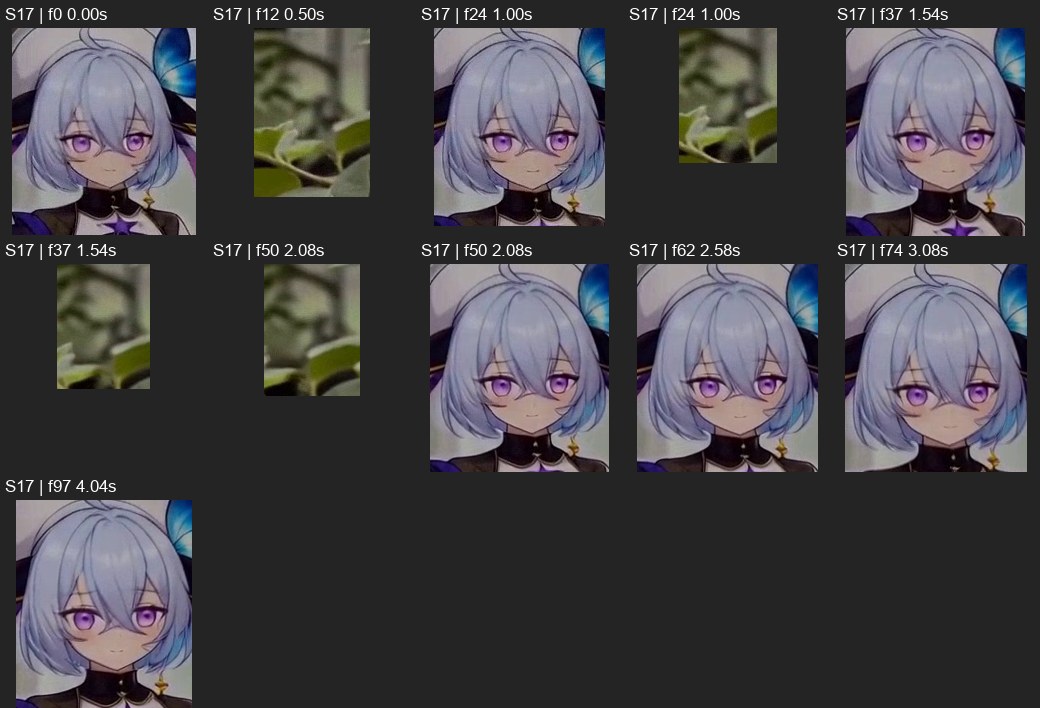 S17 | f0 0.00s
S17 | f12 0.50s
S17 | f24 1.00s
S17 | f24 1.00s
S17 | f37 1.54s
S17 | f37 1.54s
S17 | f50 2.08s
S17 | f50 2.08s
S17 | f62 2.58s
S17 | f74 3.08s
S17 | f97 4.04s